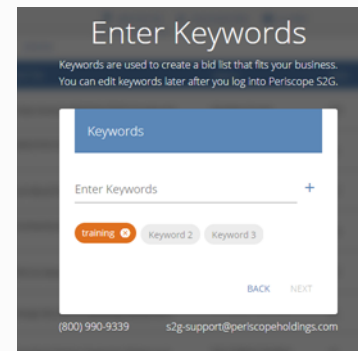 Enter Keywords
Keywords are used to create a bid list that fits your business.
You can edit keywords later after you log into Periscope S2G.
Keywords
Enter Keywords +
training Keyword 2 Keyword 3
BACK NEXT
(800) 990-9339 s2g-support@periscopeholdings.com